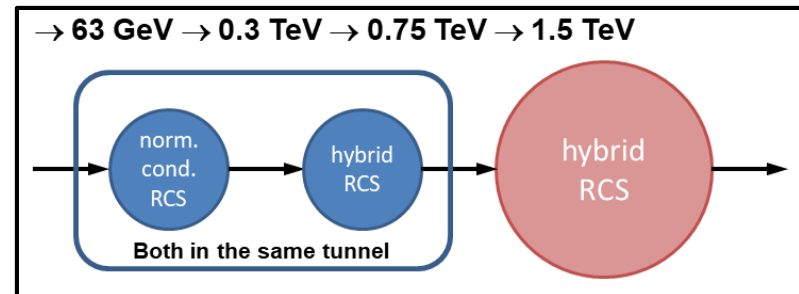 → 63 GeV → 0.3 TeV → 0.75 TeV → 1.5 TeV
norm.
cond.
RCS
hybrid
RCS
hybrid
RCS
Both in the same tunnel